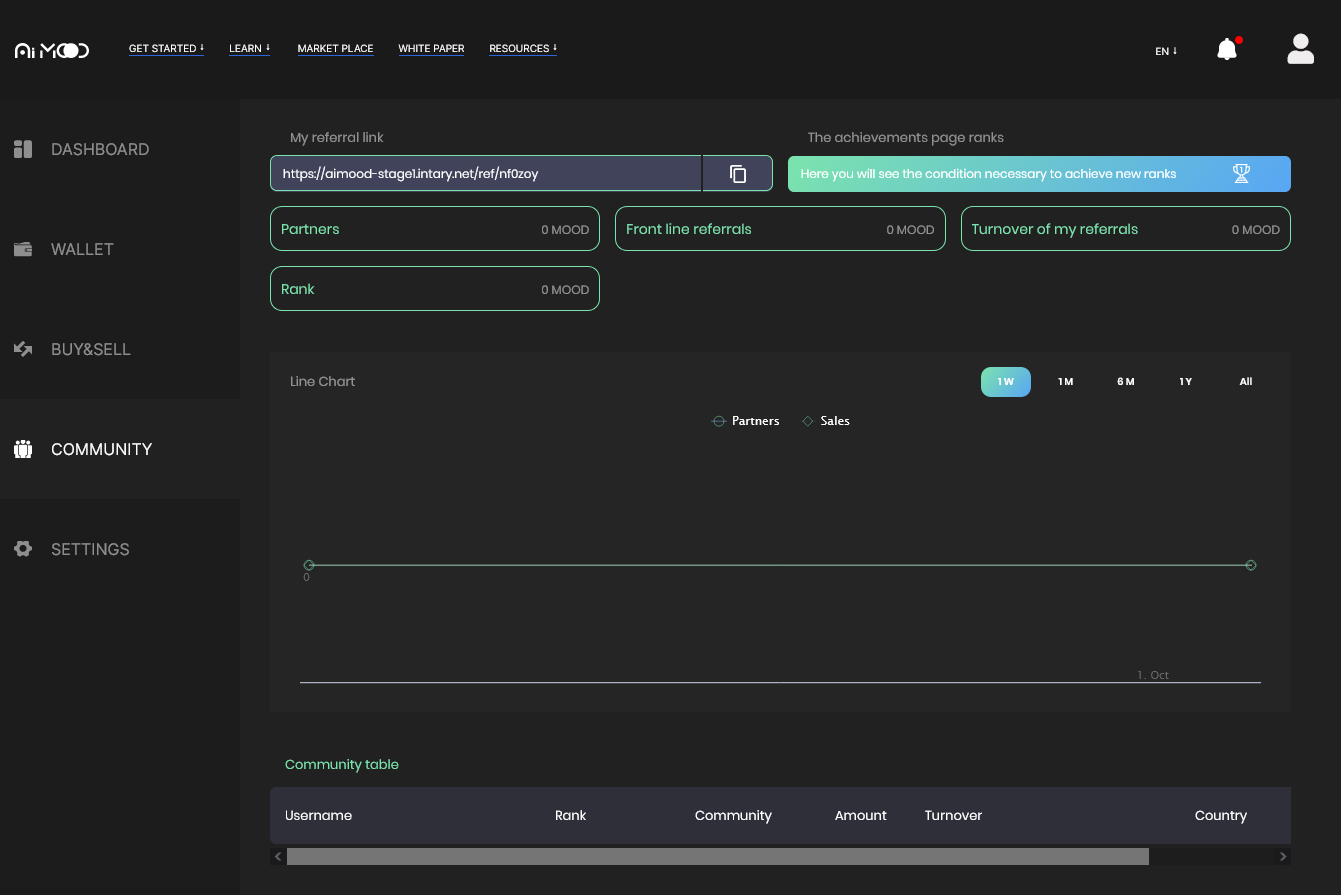 Ai MOOD
GET STARTED ↓ LEARN ↓ MARKET PLACE WHITE PAPER RESOURCES ↓ EN ↓
DASHBOARD
WALLET
BUY&SELL
COMMUNITY
SETTINGS
My referral link
https://aimood-stage1.intary.net/ref/nf0zoy
The achievements page ranks
Here you will see the condition necessary to achieve new ranks
Partners 0 MOOD
Front line referrals 0 MOOD
Turnover of my referrals 0 MOOD
Rank 0 MOOD
Line Chart
1 W 1 M 6 M 1 Y All
Partners Sales
0
1. Oct
Community table
Username Rank Community Amount Turnover Country